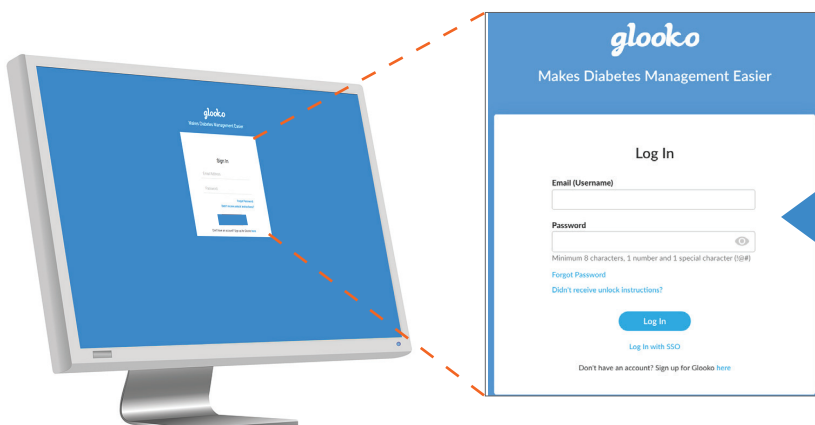 glooko
Makes Diabetes Management Easier
Sign In
Forgot Password
glooko
Makes Diabetes Management Easier
Log In
Email (Username)
Password
Minimum 8 characters, 1 number and 1 special character (!@#)
Forgot Password
Didn't receive unlock instructions?
Log In
Log In with SSO
Don't have an account? Sign up for Glooko here